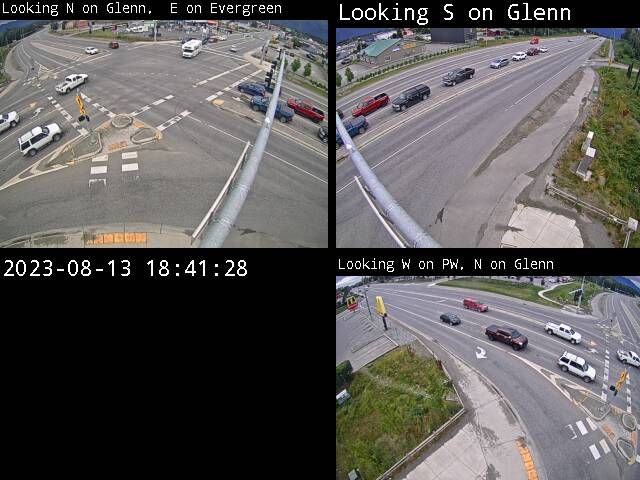 Looking N on Glenn,  E on Evergreen
Looking S on Glenn
2023-08-13 18:41:28
Looking W on PW, N on Glenn